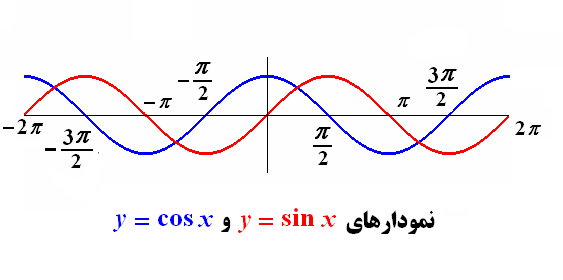 −2π
−3π/2
−π
−π/2
π/2
π
3π/2
2π
نمودارهای y = sin x و y = cos x